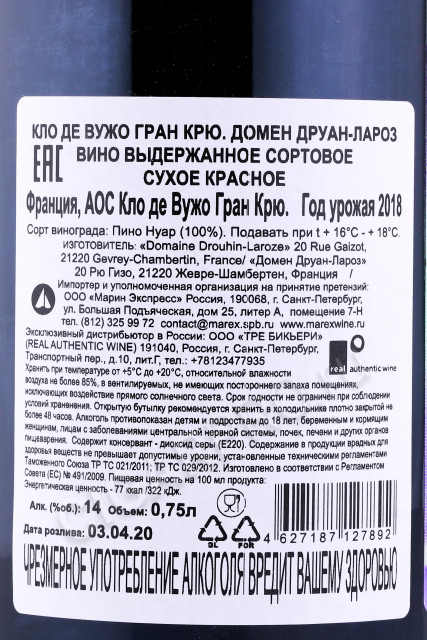 КЛО ДЕ ВУЖО ГРАН КРЮ. ДОМЕН ДРУАН-ЛАРОЗ
EAC
ВИНО ВЫДЕРЖАННОЕ СОРТОВОЕ
СУХОЕ КРАСНОЕ
Франция, АОС Кло де Вужо Гран Крю. Год урожая 2018
Сорт винограда: Пино Нуар (100%). Подавать при t + 16°C - + 18°C.
ИЗГОТОВИТЕЛЬ: «Domaine Drouhin-Laroze» 20 Rue Gaizot,
21220 Gevrey-Chambertin, France/ «Домен Друан-Лароз»
20 Рю Гизо, 21220 Жевре-Шамбертен, Франция /
Импортер и уполномоченная организация на принятие претензий:
ООО «Марин Экспресс» Россия, 190068, г. Санкт-Петербург,
ул. Большая Подъяческая, дом 25, литер А, помещение 7-Н
тел. (812) 325 99 72 contact@marex.spb.ru www.marexwine.ru
Эксклюзивный дистрибьютор в России: ООО «ТРЕ БИКЬЕРИ»
(REAL AUTHENTIC WINE) 191040, Россия, г. Санкт-Петербург,
Транспортный пер., д.10, лит.Г, тел.: +78123477935
real authentic wine
Хранить при температуре от +5°C до +20°C, относительной влажности
воздуха не более 85%, в вентилируемых, не имеющих постороннего запаха помещениях,
исключающих воздействие прямого солнечного света. Срок годности не ограничен при соблюдении
условий хранения. Открытую бутылку рекомендуется хранить в холодильнике плотно закрытой не
более 48 часов. Алкоголь противопоказан детям и подросткам до 18 лет, беременным и кормящим
женщинам, лицам с заболеваниями центральной нервной системы, почек, печени и других органов
пищеварения. Содержит консервант - диоксид серы (E220). Содержание в продукции вредных для
здоровья веществ не превышает допустимые уровни, установленные техническими регламентами
Таможенного Союза ТР ТС 021/2011; ТР ТС 029/2012. Изготовлено в соответствии с Регламентом
Совета (ЕС) № 491/2009. Пищевая ценность на 100 мл продукта
Энергетическая ценность - 77 ккал /322 кДж.
Алк. (%об.): 14 Объем: 0,75л
Дата розлива: 03.04.20
GL
FOR
4 627187 127892
ЧРЕЗМЕРНОЕ УПОТРЕБЛЕНИЕ АЛКОГОЛЯ ВРЕДИТ ВАШЕМУ ЗДОРОВЬЮ